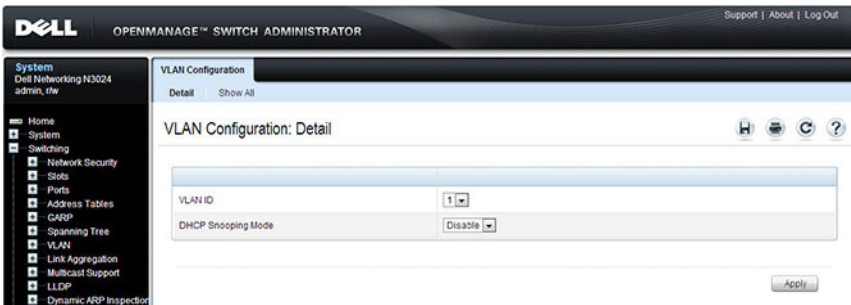 Support | About | Log Out
DELL OPENMANAGE™ SWITCH ADMINISTRATOR
System
Dell Networking N3024
admin, r/w
Home
System
Switching
Network Security
Slots
Ports
Address Tables
GARP
Spanning Tree
VLAN
Link Aggregation
Multicast Support
LLDP
Dynamic ARP Inspection
VLAN Configuration
Detail Show All
VLAN Configuration: Detail
?
VLAN ID 1
DHCP Snooping Mode Disable
Apply